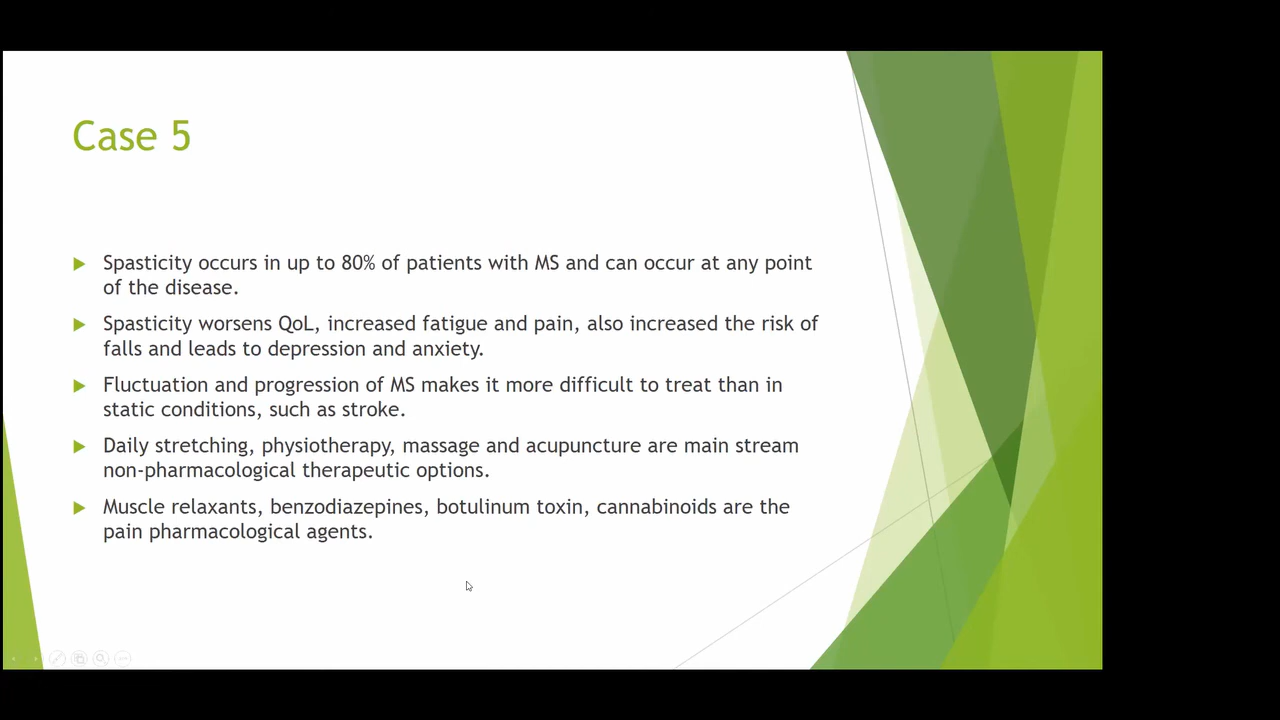 Case 5
Spasticity occurs in up to 80% of patients with MS and can occur at any point
of the disease.
Spasticity worsens QoL, increased fatigue and pain, also increased the risk of
falls and leads to depression and anxiety.
Fluctuation and progression of MS makes it more difficult to treat than in
static conditions, such as stroke.
Daily stretching, physiotherapy, massage and acupuncture are main stream
non-pharmacological therapeutic options.
Muscle relaxants, benzodiazepines, botulinum toxin, cannabinoids are the
pain pharmacological agents.